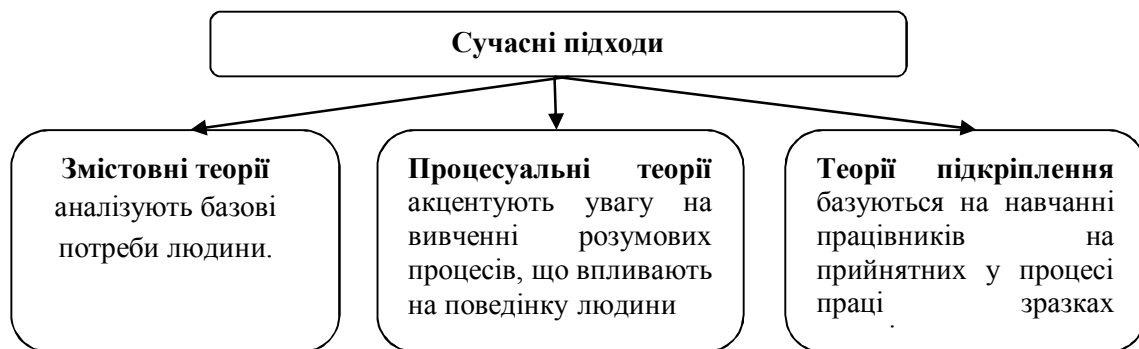 Сучасні підходи
Змістовні теорії
аналізують базові
потреби людини.
Процесуальні теорії
акцентують увагу на
вивченні розумових
процесів, що впливають
на поведінку людини
Теорії підкріплення
базуються на навчанні
працівників на
прийнятних у процесі
праці зразках